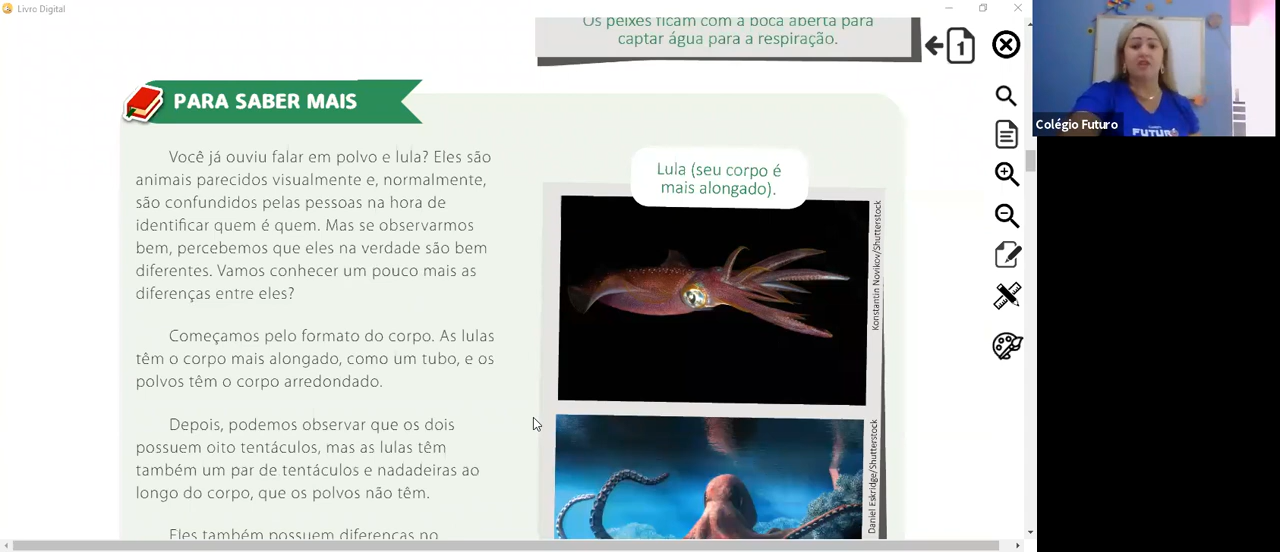 Livro Digital
Os peixes ficam com a boca aberta para
captar água para a respiração.
1
PARA SABER MAIS
Você já ouviu falar em polvo e lula? Eles são
animais parecidos visualmente e, normalmente,
são confundidos pelas pessoas na hora de
identificar quem é quem. Mas se observarmos
bem, percebemos que eles na verdade são bem
diferentes. Vamos conhecer um pouco mais as
diferenças entre eles?
Começamos pelo formato do corpo. As lulas
têm o corpo mais alongado, como um tubo, e os
polvos têm o corpo arredondado.
Depois, podemos observar que os dois
possuem oito tentáculos, mas as lulas têm
também um par de tentáculos e nadadeiras ao
longo do corpo, que os polvos não têm.
Eles também possuem diferenças no
Lula (seu corpo é
mais alongado).
Konstantin Novikov/Shutterstock
Daniel Eskridge/Shutterstock
Colégio Futuro
FUTURO